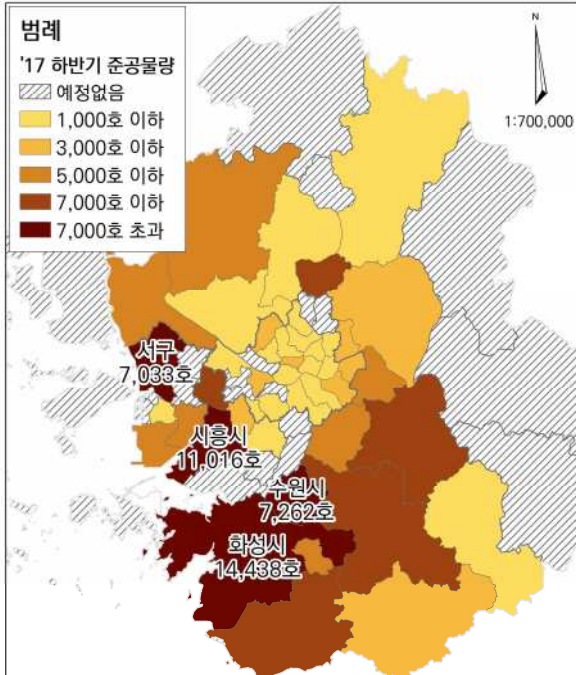 범례
'17 하반기 준공물량
예정없음
1,000호 이하
3,000호 이하
5,000호 이하
7,000호 이하
7,000호 초과
N
1:700,000
서구
7,033호
시흥시
11,016호
수원시
7,262호
화성시
14,438호